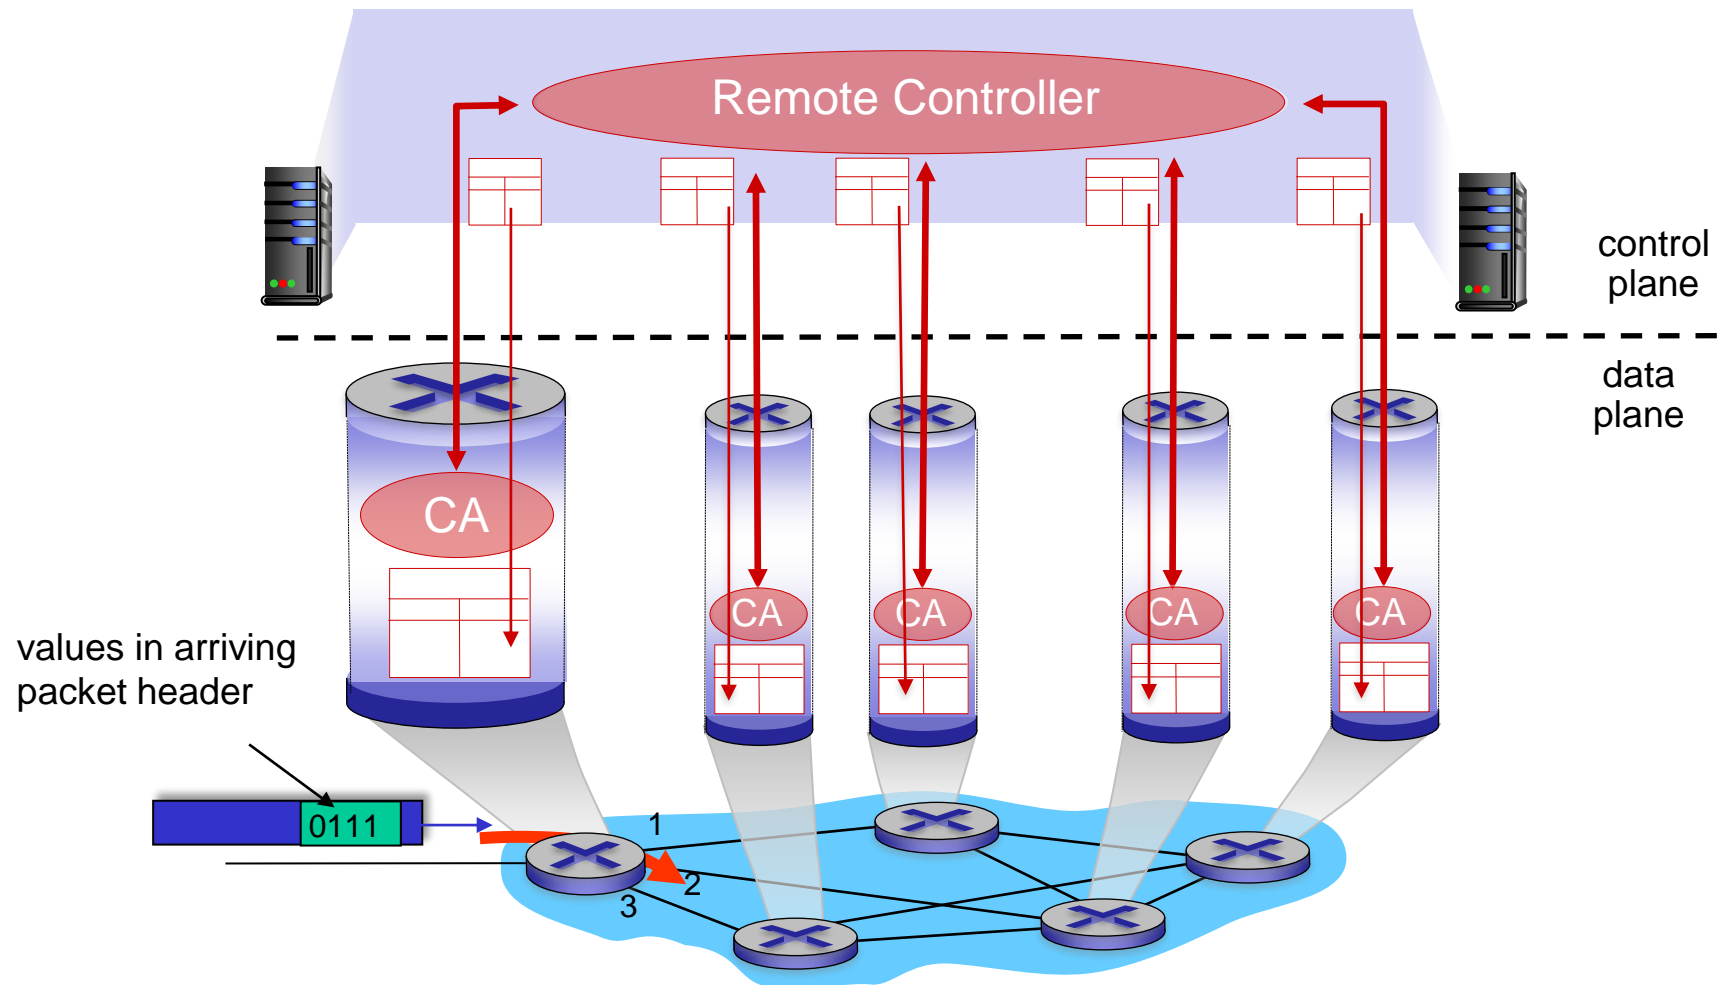 Remote Controller
control
plane
data
plane
CA
CA
CA
CA
CA
values in arriving
packet header
0111
1
2
3